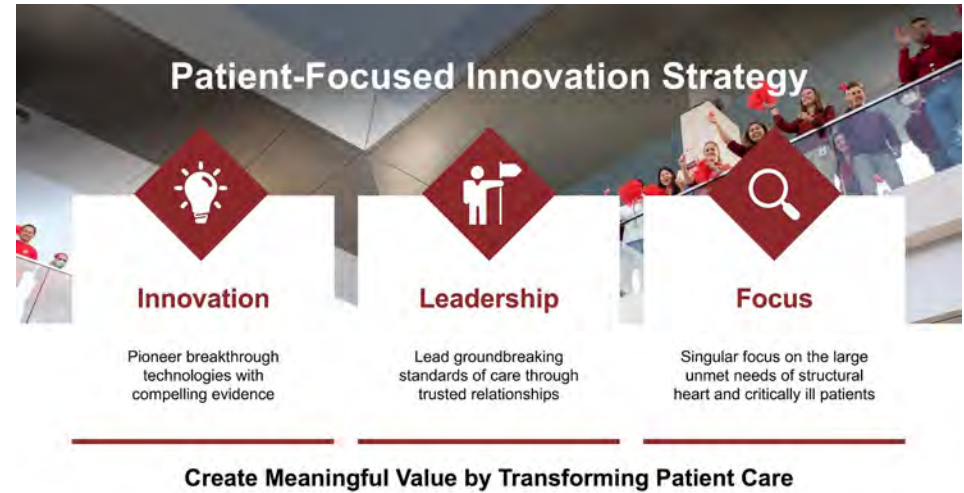 Patient-Focused Innovation Strategy
Innovation
Pioneer breakthrough
technologies with
compelling evidence
Leadership
Lead groundbreaking
standards of care through
trusted relationships
Focus
Singular focus on the large
unmet needs of structural
heart and critically ill patients
Create Meaningful Value by Transforming Patient Care